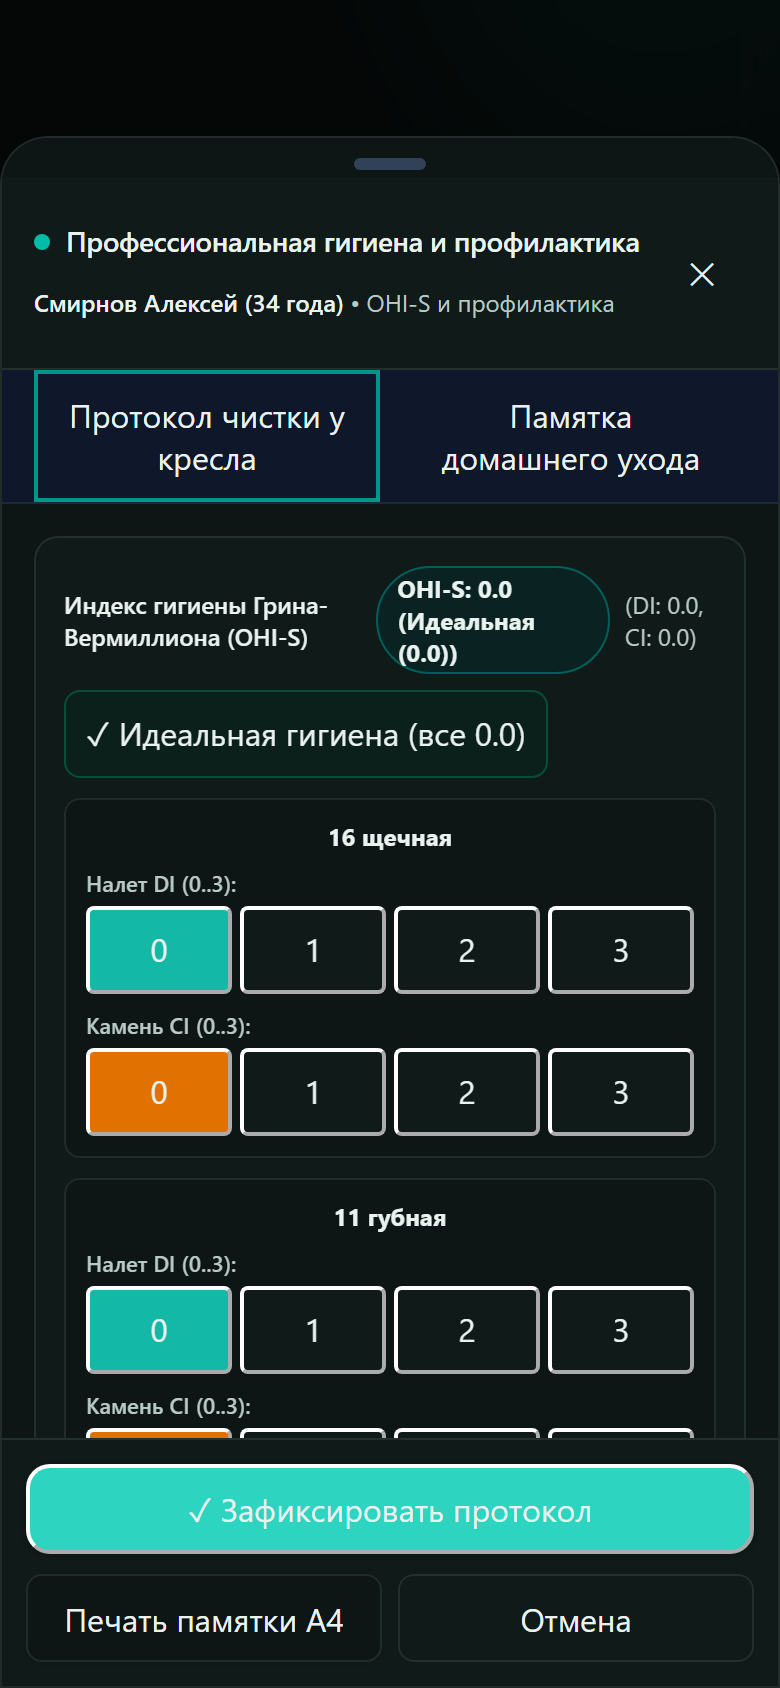 Профессиональная гигиена и профилактика
Смирнов Алексей (34 года) • OHI-S и профилактика
Протокол чистки у
кресла
Памятка
домашнего ухода
Индекс гигиены Грина-
Вермиллиона (OHI-S)
OHI-S: 0.0
(Идеальная
(0.0))
(DI: 0.0,
CI: 0.0)
✓ Идеальная гигиена (все 0.0)
16 щечная
Налет DI (0..3):
0 1 2 3
Камень CI (0..3):
0 1 2 3
11 губная
Налет DI (0..3):
0 1 2 3
Камень CI (0..3):
✓ Зафиксировать протокол
Печать памятки А4
Отмена